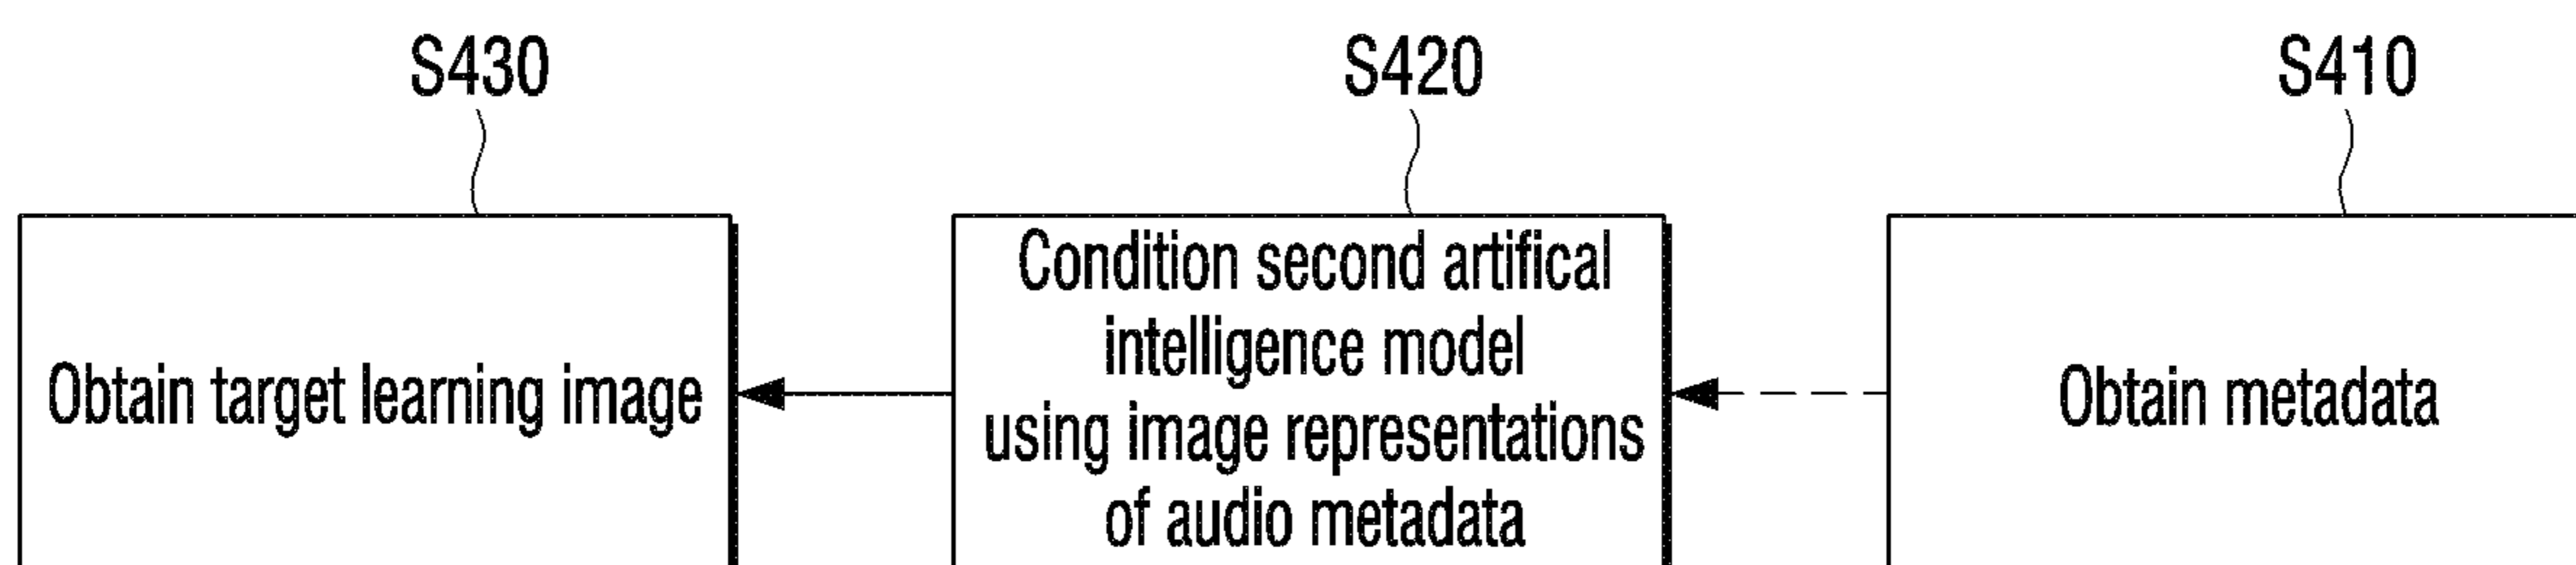 S430
S420
S410
Obtain target learning image
Condition second artifical
intelligence model
using image representations
of audio metadata
Obtain metadata